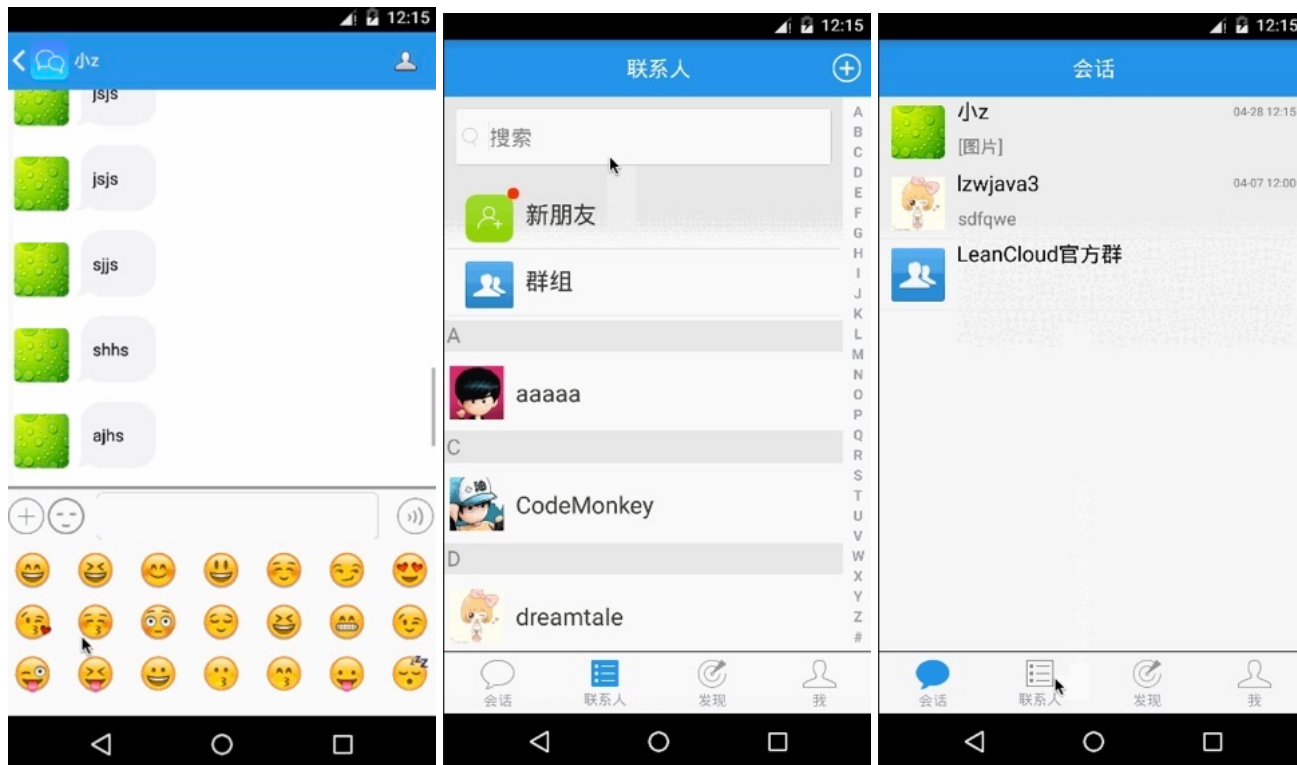 12:15
小z
jsjs
jsjs
sjjs
shhs
ajhs
12:15
联系人
搜索
新朋友
群组
A
aaaaa
C
CodeMonkey
D
dreamtale
A
B
C
D
E
F
G
H
I
J
K
L
M
N
O
P
Q
R
S
T
U
V
W
X
Y
Z
#
会话
联系人
发现
我
12:15
会话
小z
04-28 12:15
[图片]
lzwjava3
04-07 12:00
sdfqwe
LeanCloud官方群
会话
联系人
发现
我